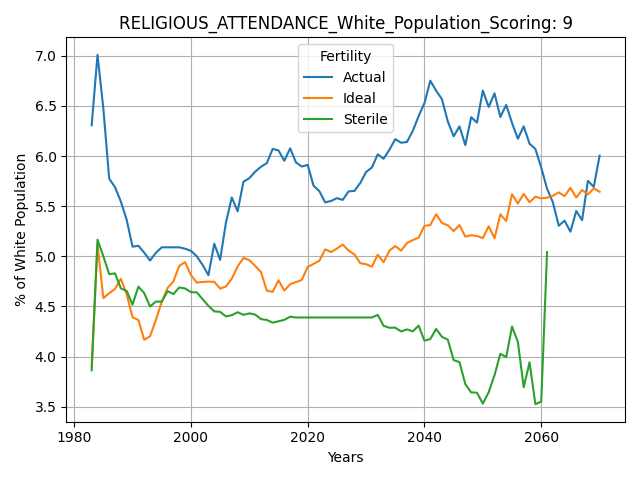 RELIGIOUS_ATTENDANCE_White_Population_Scoring: 9
Fertility
Actual
Ideal
Sterile
% of White Population
7.0
6.5
6.0
5.5
5.0
4.5
4.0
3.5
1980 2000 2020 2040 2060
Years